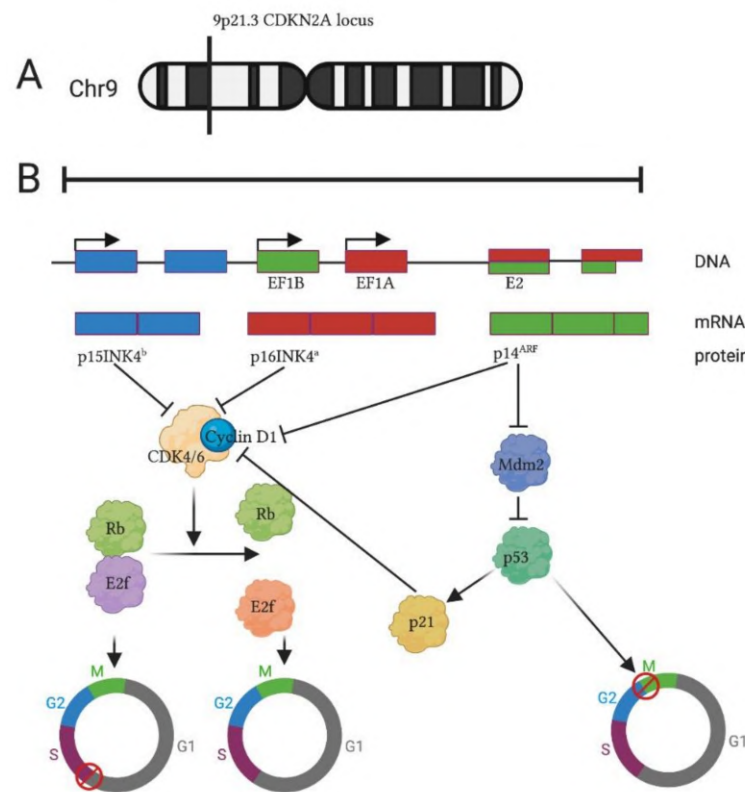 9p21.3 CDKN2A locus
A
Chr9
B
EF1B
EF1A
E2
DNA
mRNA
p15INK4ᵇ
p16INK4ᵃ
p14ᴬᴿᶠ
protein
Cyclin D1
CDK4/6
Mdm2
Rb
Rb
E2f
E2f
p53
p21
M
G2
S
G1
M
G2
S
G1
M
G2
S
G1